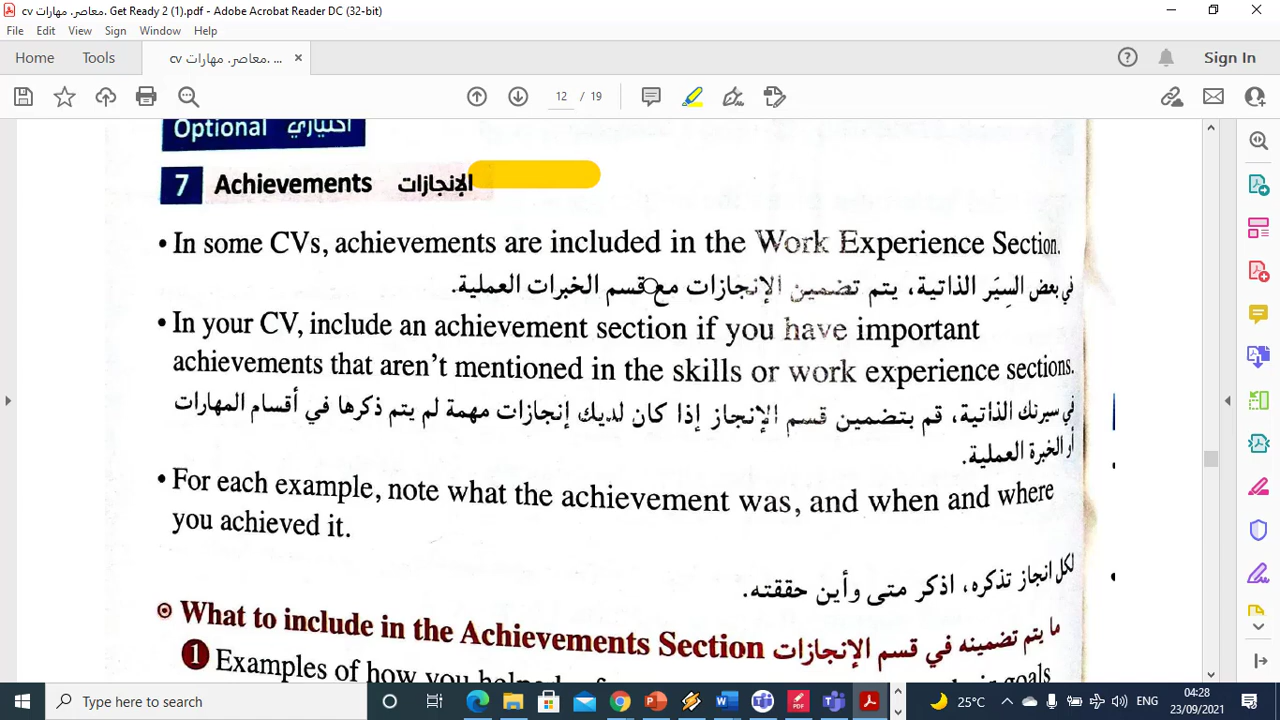 معاصر. مهارات cv. Get Ready 2 (1).pdf - Adobe Acrobat Reader DC (32-bit)
File Edit View Sign Window Help
Home Tools cv معاصر. مهارات. ... × Sign In
12 / 19
Optional اختياري
7 Achievements الإنجازات
• In some CVs, achievements are included in the Work Experience Section.
في بعض السِيَر الذاتية، يتم تضمين الإنجازات مع قسم الخبرات العملية.
• In your CV, include an achievement section if you have important
achievements that aren't mentioned in the skills or work experience sections.
في سيرتك الذاتية، قم بتضمين قسم الإنجاز إذا كان لديك إنجازات مهمة لم يتم ذكرها في أقسام المهارات
أو الخبرة العملية.
• For each example, note what the achievement was, and when and where
you achieved it.
لكل انجاز تذكره، اذكر متى وأين حققته.
What to include in the Achievements Section ما يتم تضمينه في قسم الإنجازات
1 Examples of how you helped goals
Type here to search
25°C ENG 04:28
23/09/2021